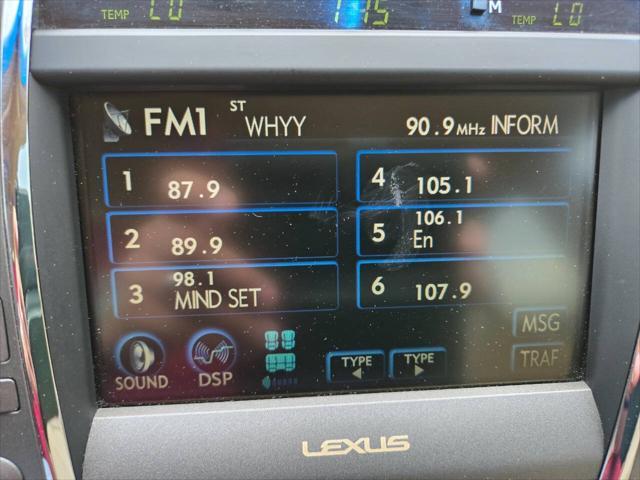 TEMP LO 1:15 M TEMP LO
FM1 ST WHYY 90.9 MHz INFORM
1 87.9
4 105.1
2 89.9
5 106.1
En
3 98.1
MIND SET
6 107.9
MSG
SOUND DSP TYPE TYPE TRAF
LEXUS